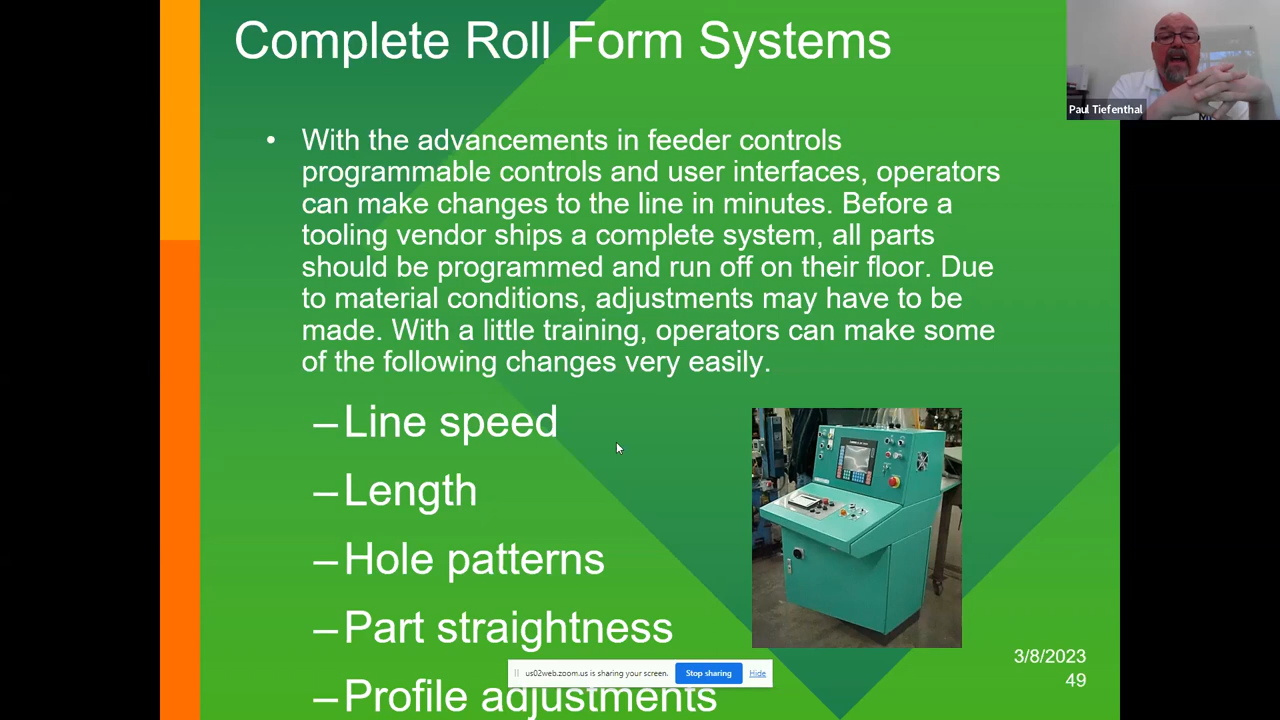 Complete Roll Form Systems
Paul Tiefenthal
• With the advancements in feeder controls
programmable controls and user interfaces, operators
can make changes to the line in minutes. Before a
tooling vendor ships a complete system, all parts
should be programmed and run off on their floor. Due
to material conditions, adjustments may have to be
made. With a little training, operators can make some
of the following changes very easily.
–Line speed
–Length
–Hole patterns
–Part straightness
3/8/2023
us02web.zoom.us is sharing your screen. Stop sharing Hide
49
–Profile adjustments